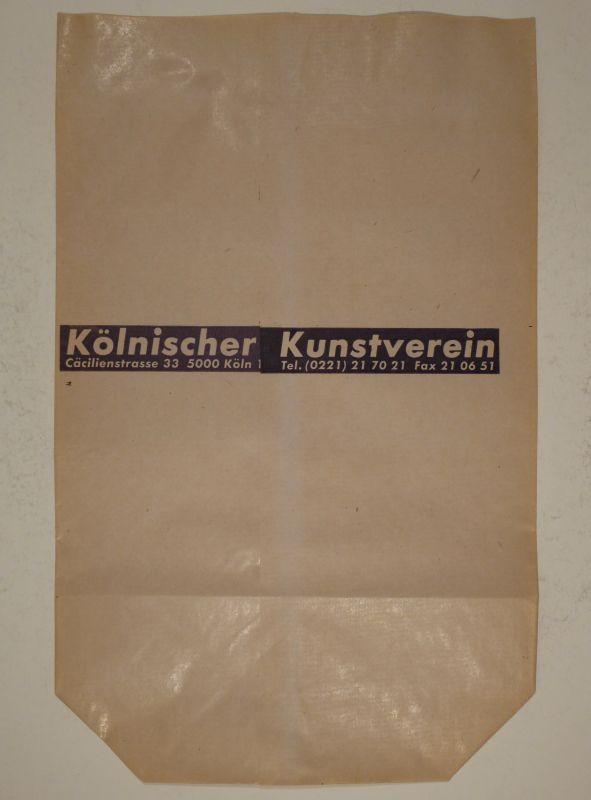 Kölnischer Kunstverein
Cäcilienstrasse 33 5000 Köln 1 Tel. (0221) 21 70 21 Fax 21 06 51